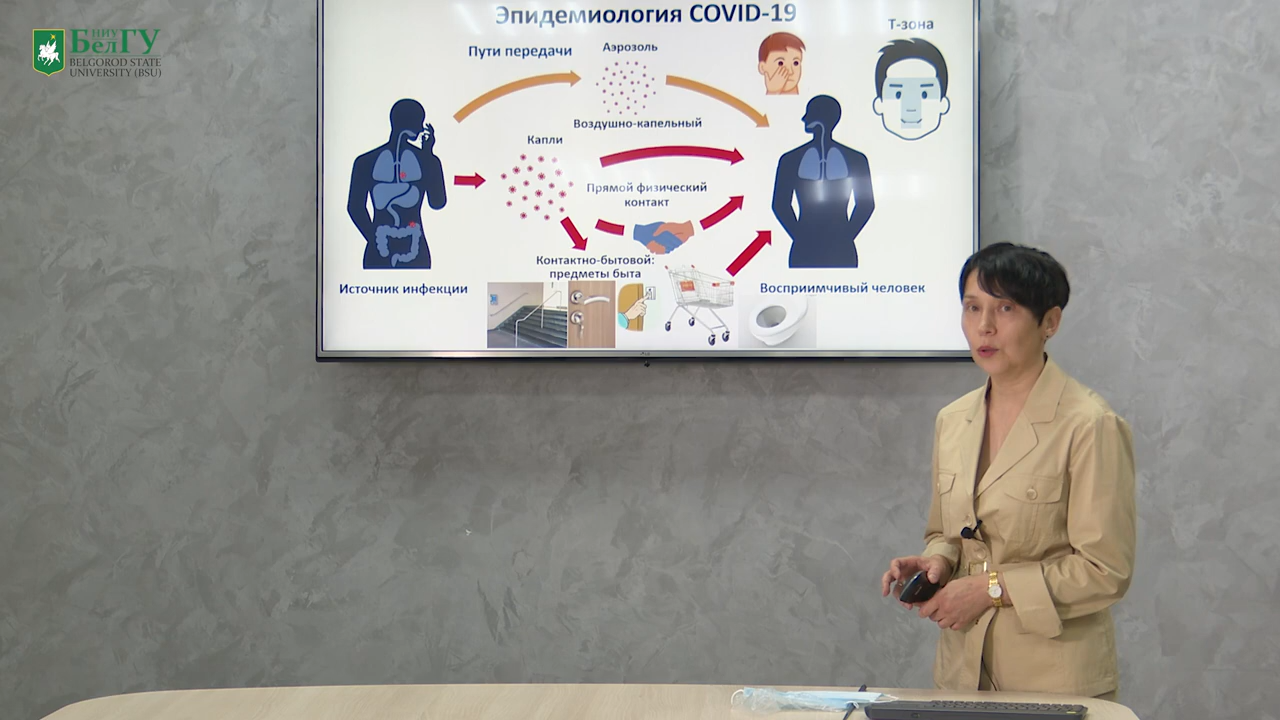 НИУ
БелГУ
BELGOROD STATE
UNIVERSITY (BSU)
Эпидемиология COVID-19
Т-зона
Пути передачи
Аэрозоль
Воздушно-капельный
Капли
Прямой физический
контакт
Контактно-бытовой:
предметы быта
Источник инфекции
Восприимчивый человек